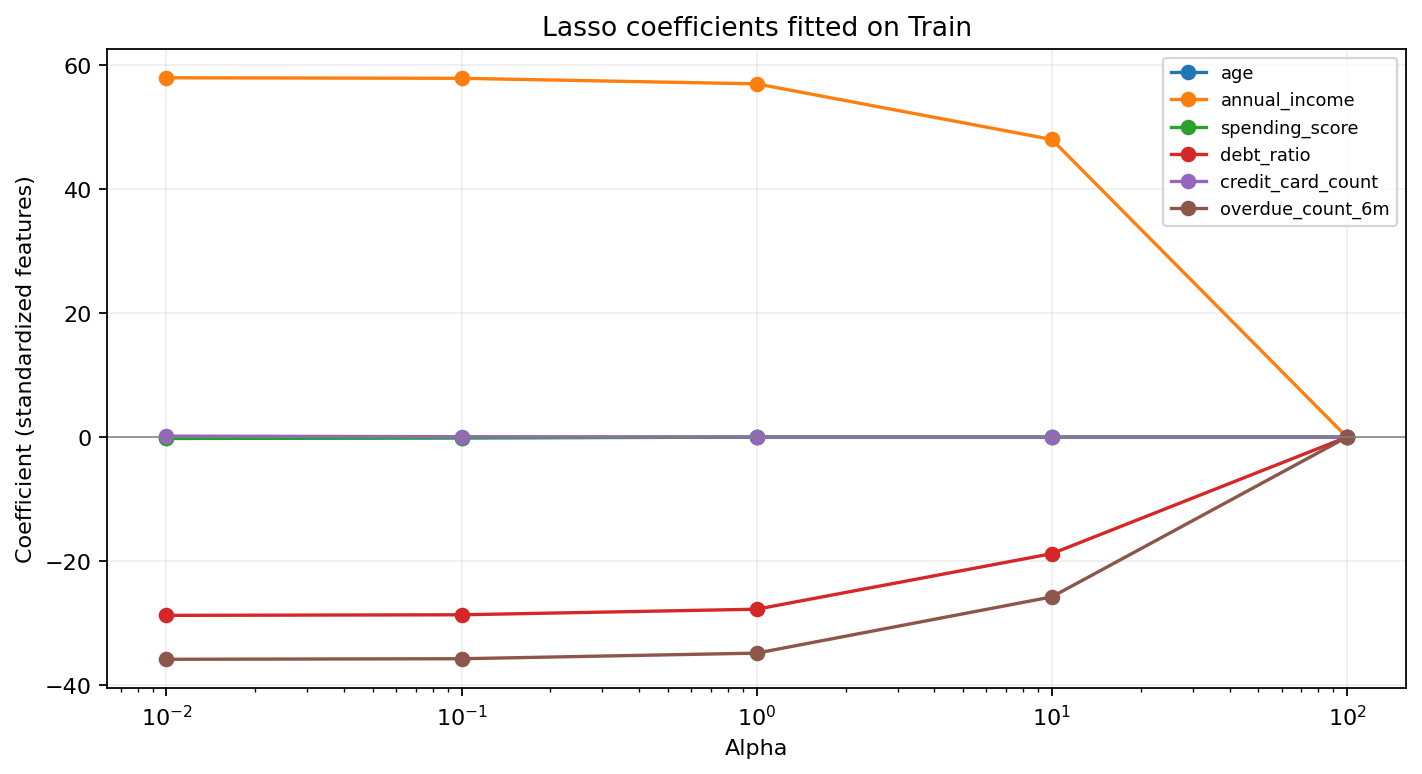 Lasso coefficients fitted on Train
Coefficient (standardized features)
60
40
20
0
−20
−40
10⁻²
10⁻¹
10⁰
10¹
10²
Alpha
age
annual_income
spending_score
debt_ratio
credit_card_count
overdue_count_6m